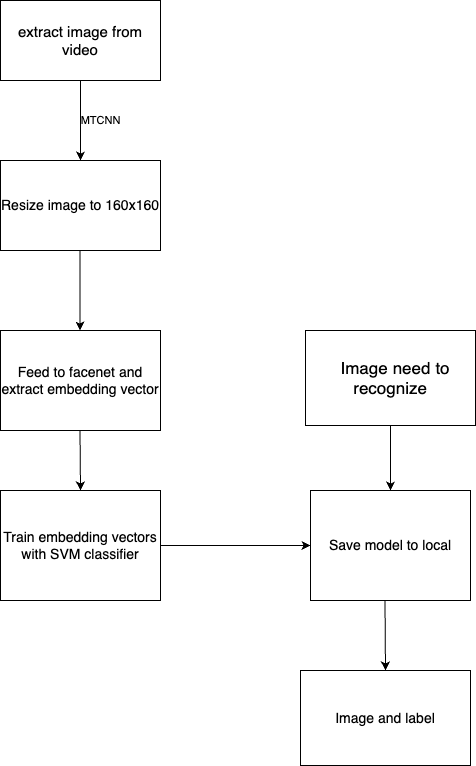 extract image from
video
MTCNN
Resize image to 160x160
Feed to facenet and
extract embedding vector
Image need to
recognize
Train embedding vectors
with SVM classifier
Save model to local
Image and label